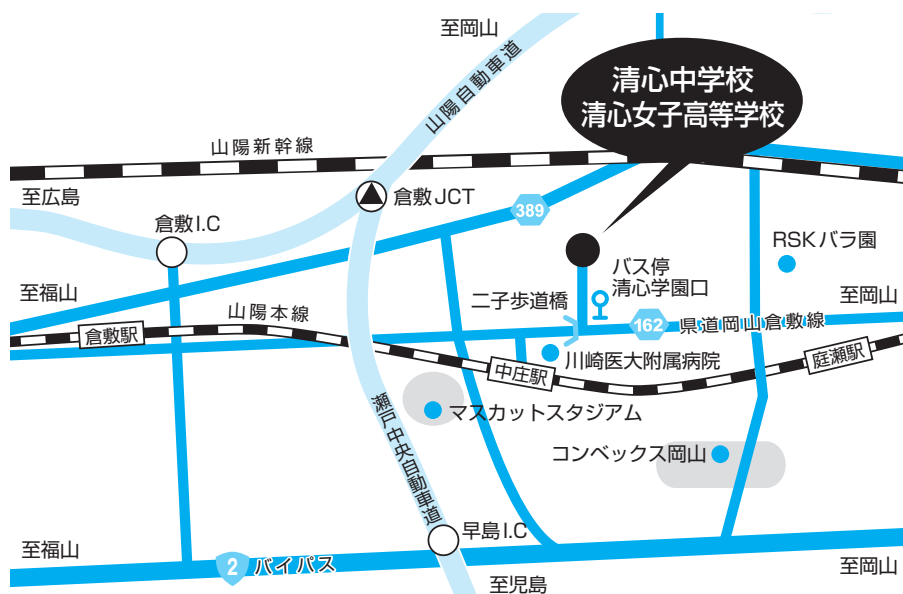 至岡山
山陽自動車道
清心中学校
清心女子高等学校
山陽新幹線
至広島
倉敷JCT
389
倉敷I.C
RSKバラ園
バス停
清心学園口
至福山
山陽本線
二子歩道橋
至岡山
162
県道岡山倉敷線
倉敷駅
川崎医大附属病院
庭瀬駅
中庄駅
瀬戸中央自動車道
マスカットスタジアム
コンベックス岡山
早島I.C
至福山
2
バイパス
至岡山
至児島